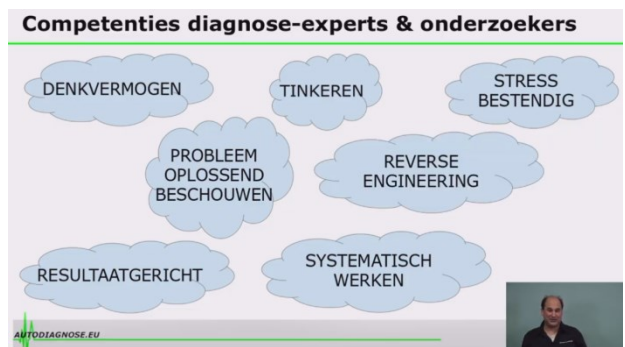 Competenties diagnose-experts & onderzoekers
DENKVERMOGEN
TINKEREN
STRESS
BESTENDIG
PROBLEEM
OPLOSSEND
BESCHOUWEN
REVERSE
ENGINEERING
RESULTAATGERICHT
SYSTEMATISCH
WERKEN
AUTODIAGNOSE.EU